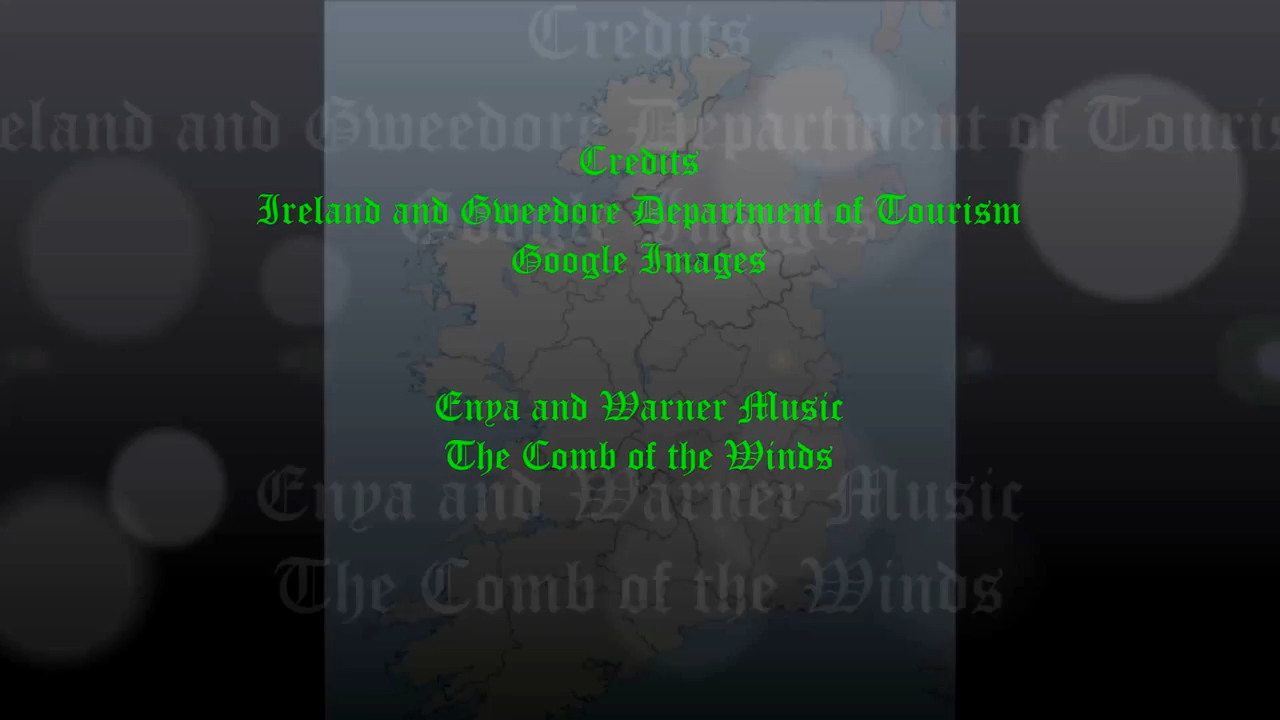 Credits
Ireland and Gweedore Department of Tourism
Google Images
Enya and Warner Music
The Comb of the Winds